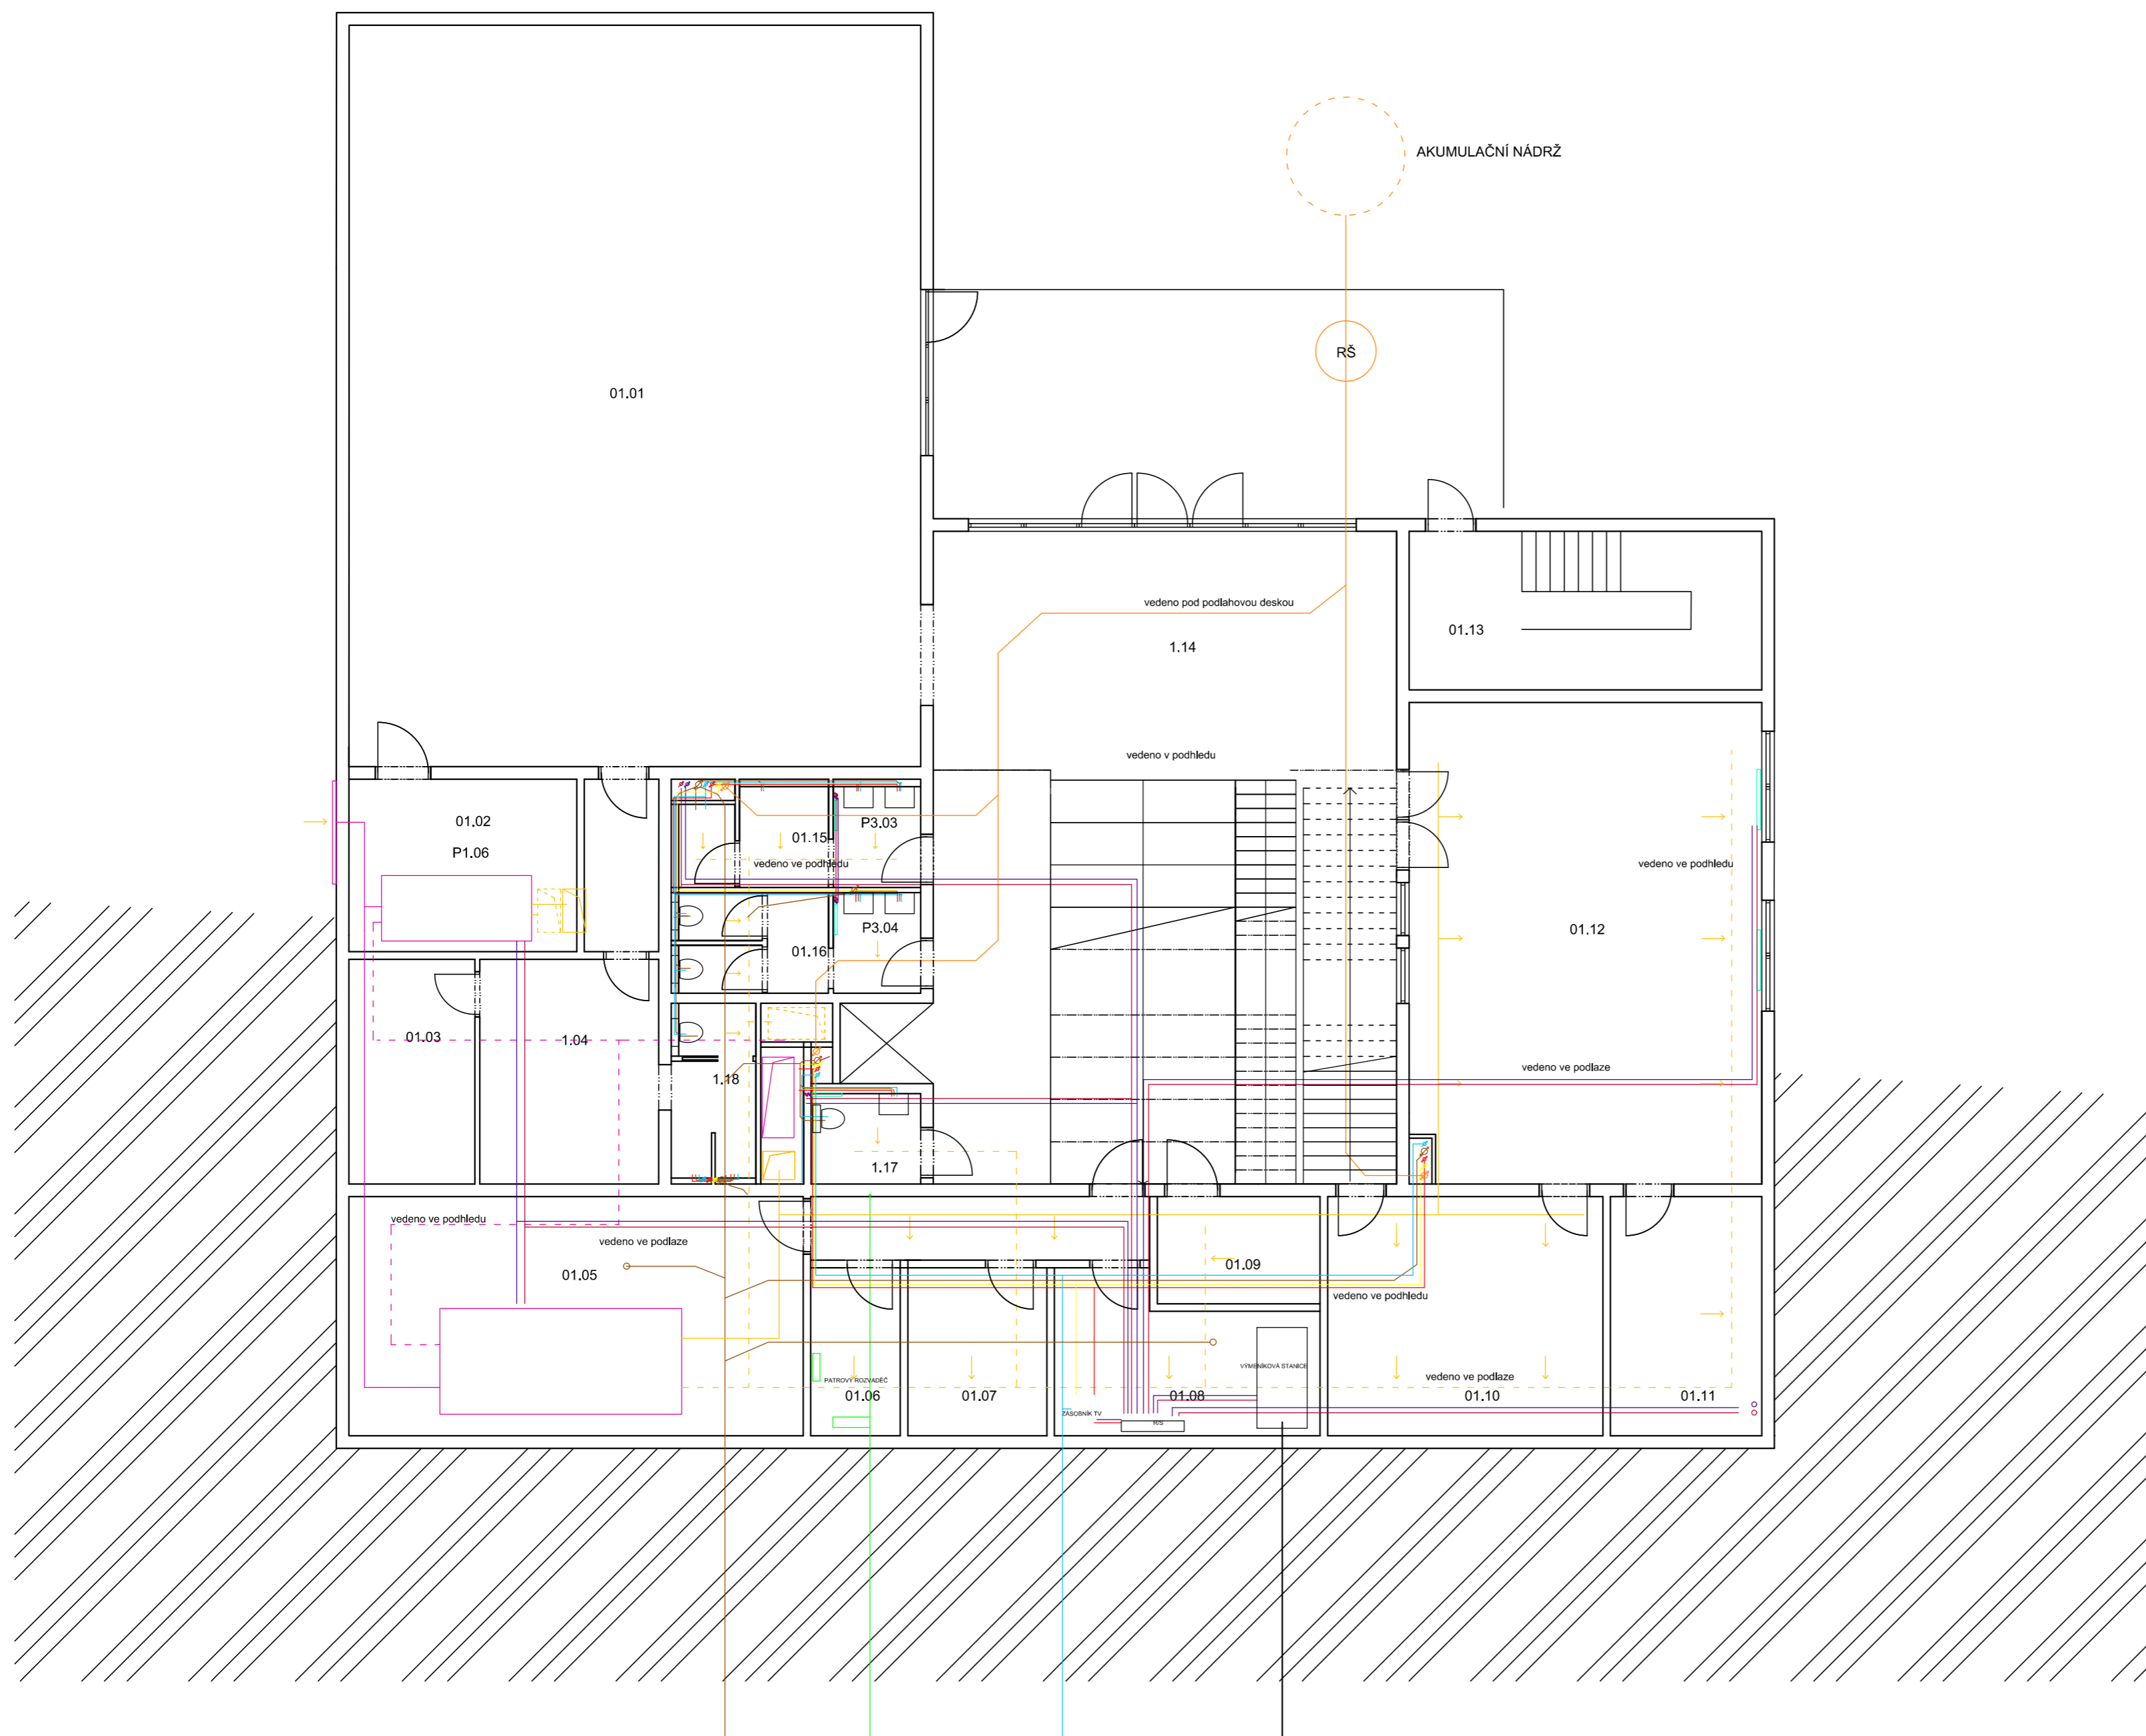 AKUMULAČNÍ NÁDRŽ
RŠ
01.01
vedeno pod podlahovou deskou
01.13
1.14
vedeno v podhledu
01.02
P3.03
01.15
P1.06
vedeno ve podhledu
vedeno ve podhledu
P3.04
01.12
01.16
01.03
1.04
vedeno ve podlaze
1.18
1.17
vedeno ve podhledu
vedeno ve podlaze
01.05
01.09
vedeno ve podhledu
VÝMENÍKOVÁ STANICE
PATROVÝ ROZVADĚČ
vedeno ve podlaze
01.06
01.07
01.08
01.10
01.11
ZÁSOBNÍK TV
R/S